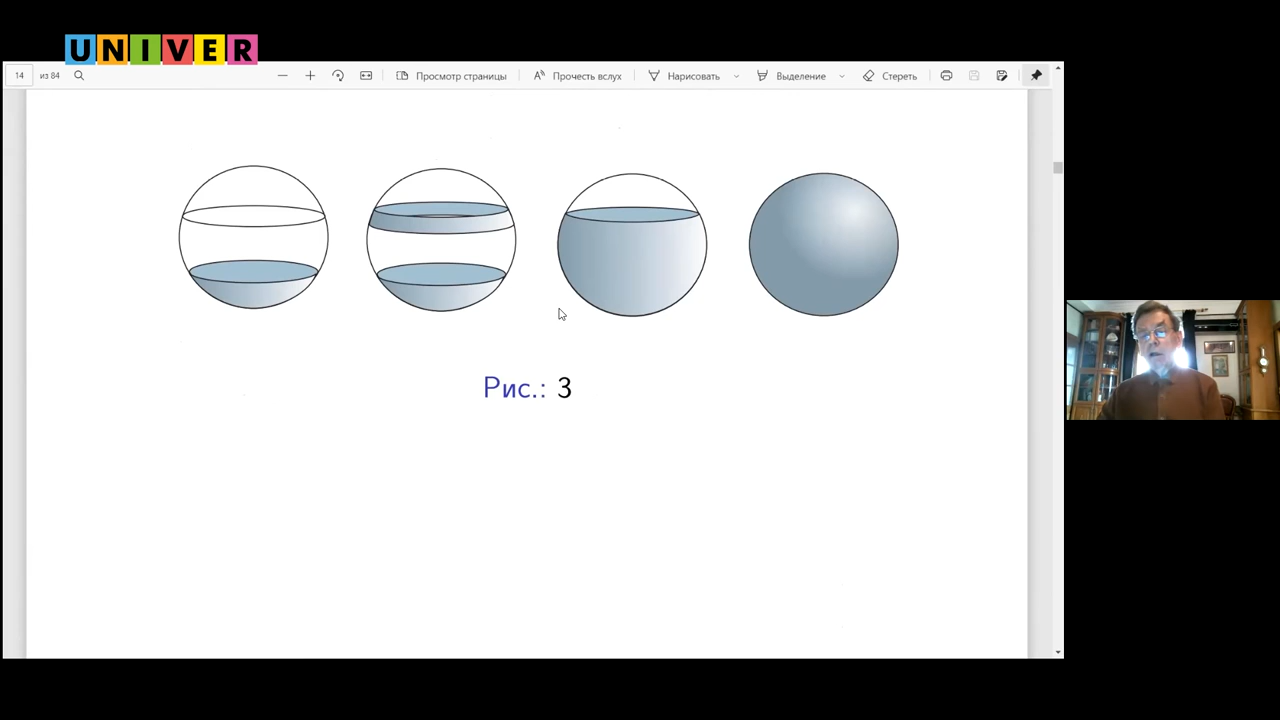 UNIVER
14 из 84 Просмотр страницы Прочесть вслух Нарисовать Выделение Стереть
Рис.: 3